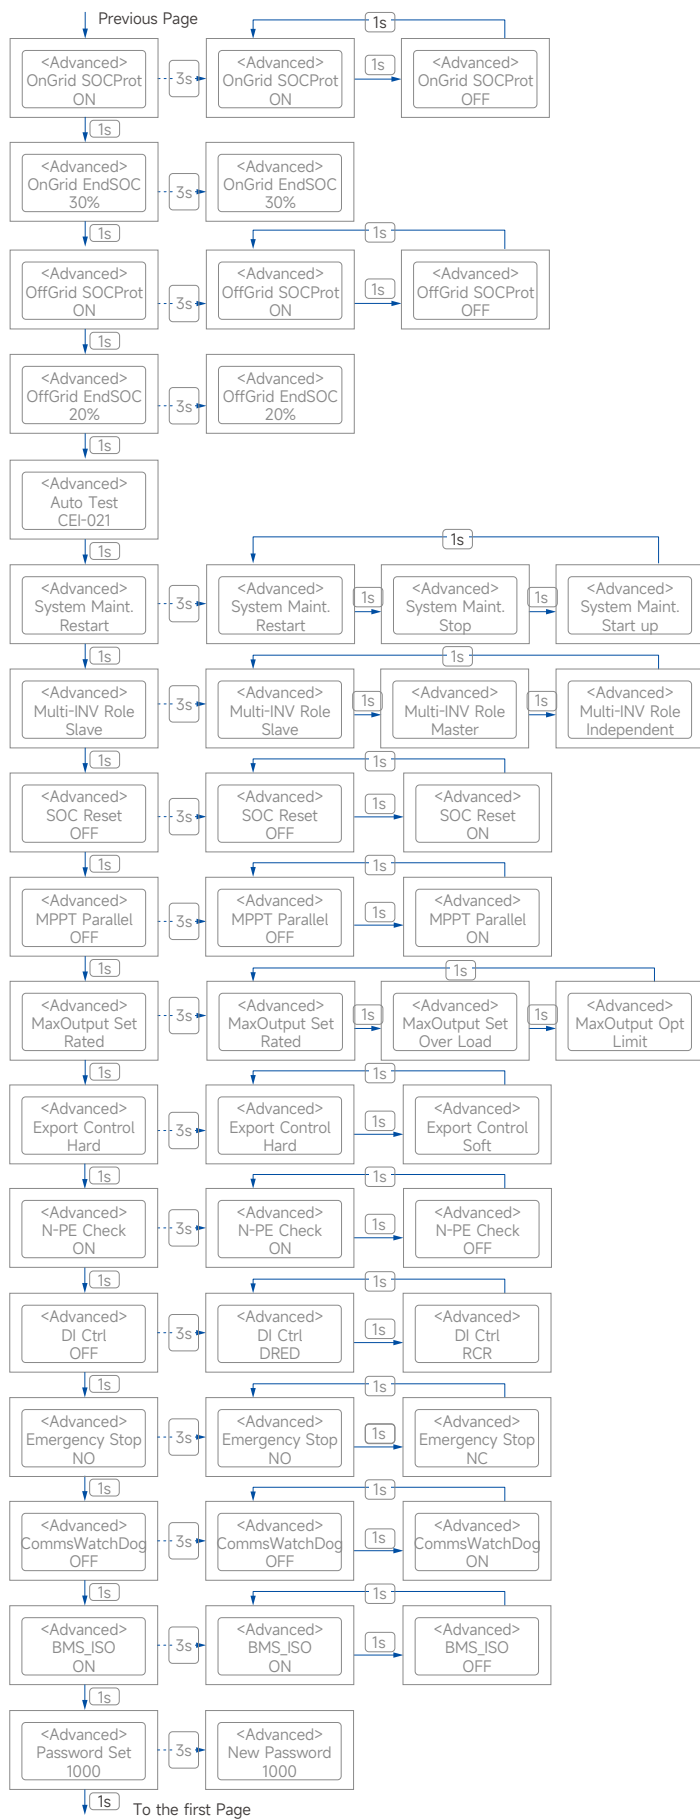 Previous Page
1s
<Advanced>
OnGrid SOCProt
ON
3s
<Advanced>
OnGrid SOCProt
ON
1s
<Advanced>
OnGrid SOCProt
OFF
1s
<Advanced>
OnGrid EndSOC
30%
3s
<Advanced>
OnGrid EndSOC
30%
1s
1s
<Advanced>
OffGrid SOCProt
ON
3s
<Advanced>
OffGrid SOCProt
ON
1s
<Advanced>
OffGrid SOCProt
OFF
1s
<Advanced>
OffGrid EndSOC
20%
3s
<Advanced>
OffGrid EndSOC
20%
1s
<Advanced>
Auto Test
CEI-021
1s
1s
<Advanced>
System Maint.
Restart
3s
<Advanced>
System Maint.
Restart
1s
<Advanced>
System Maint.
Stop
1s
<Advanced>
System Maint.
Start up
1s
1s
<Advanced>
Multi-INV Role
Slave
3s
<Advanced>
Multi-INV Role
Slave
1s
<Advanced>
Multi-INV Role
Master
1s
<Advanced>
Multi-INV Role
Independent
1s
1s
<Advanced>
SOC Reset
OFF
3s
<Advanced>
SOC Reset
OFF
1s
<Advanced>
SOC Reset
ON
1s
1s
<Advanced>
MPPT Parallel
OFF
3s
<Advanced>
MPPT Parallel
OFF
1s
<Advanced>
MPPT Parallel
ON
1s
1s
<Advanced>
MaxOutput Set
Rated
3s
<Advanced>
MaxOutput Set
Rated
1s
<Advanced>
MaxOutput Set
Over Load
1s
<Advanced>
MaxOutput Opt
Limit
1s
1s
<Advanced>
Export Control
Hard
3s
<Advanced>
Export Control
Hard
1s
<Advanced>
Export Control
Soft
1s
1s
<Advanced>
N-PE Check
ON
3s
<Advanced>
N-PE Check
ON
1s
<Advanced>
N-PE Check
OFF
1s
1s
<Advanced>
DI Ctrl
OFF
3s
<Advanced>
DI Ctrl
DRED
1s
<Advanced>
DI Ctrl
RCR
1s
1s
<Advanced>
Emergency Stop
NO
3s
<Advanced>
Emergency Stop
NO
1s
<Advanced>
Emergency Stop
NC
1s
1s
<Advanced>
CommsWatchDog
OFF
3s
<Advanced>
CommsWatchDog
OFF
1s
<Advanced>
CommsWatchDog
ON
1s
1s
<Advanced>
BMS_ISO
ON
3s
<Advanced>
BMS_ISO
ON
1s
<Advanced>
BMS_ISO
OFF
1s
<Advanced>
Password Set
1000
3s
<Advanced>
New Password
1000
1s
To the first Page